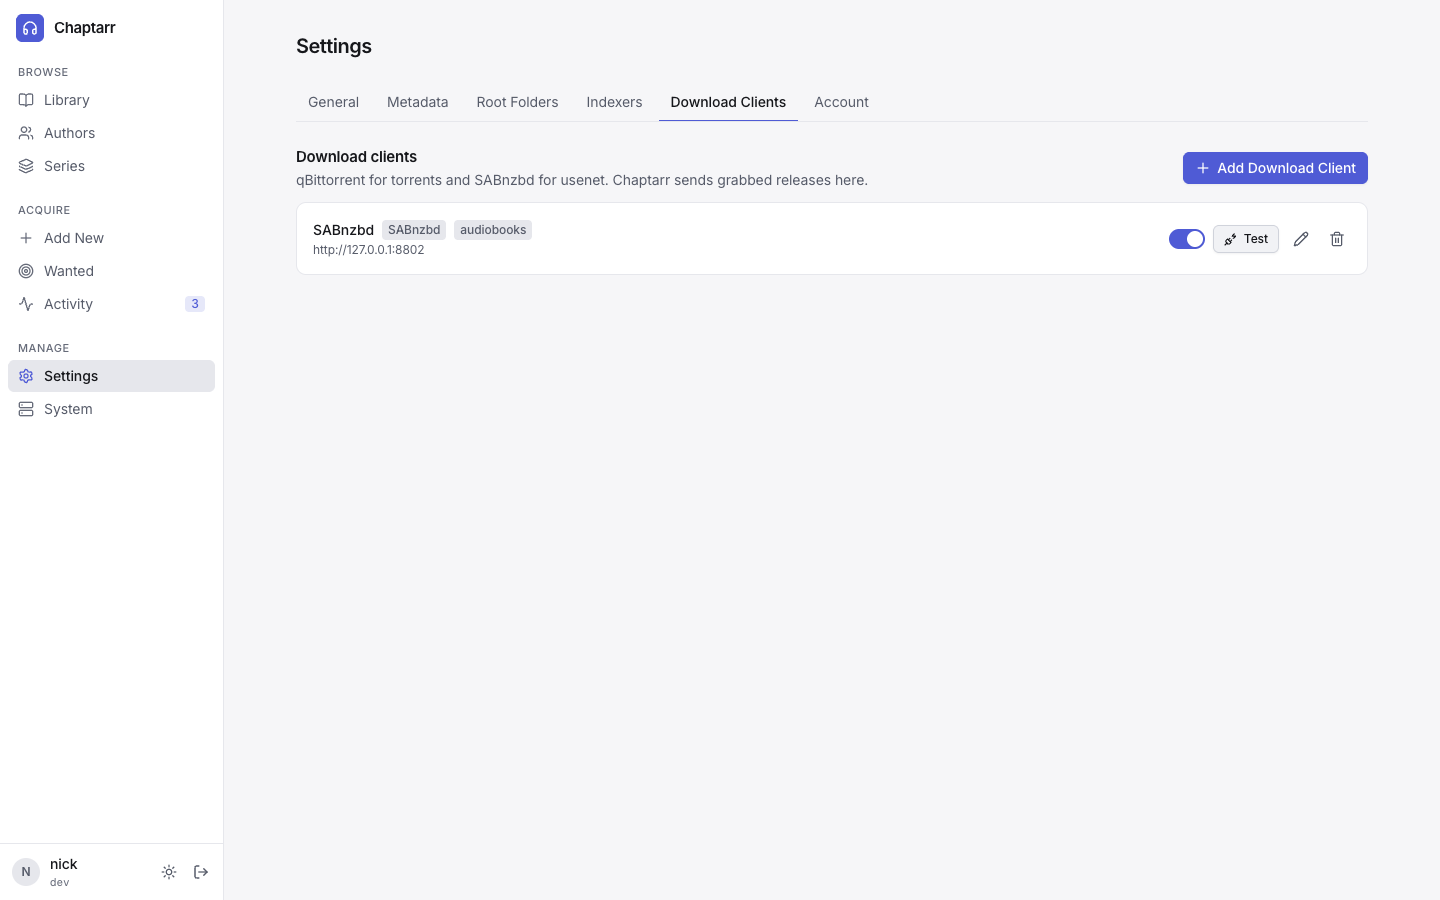 Chaptarr
BROWSE
Library
Authors
Series
ACQUIRE
Add New
Wanted
Activity 3
MANAGE
Settings
System
N nick
dev
Settings
General Metadata Root Folders Indexers Download Clients Account
Download clients
qBittorrent for torrents and SABnzbd for usenet. Chaptarr sends grabbed releases here.
Add Download Client
SABnzbd SABnzbd audiobooks
http://127.0.0.1:8802
Test